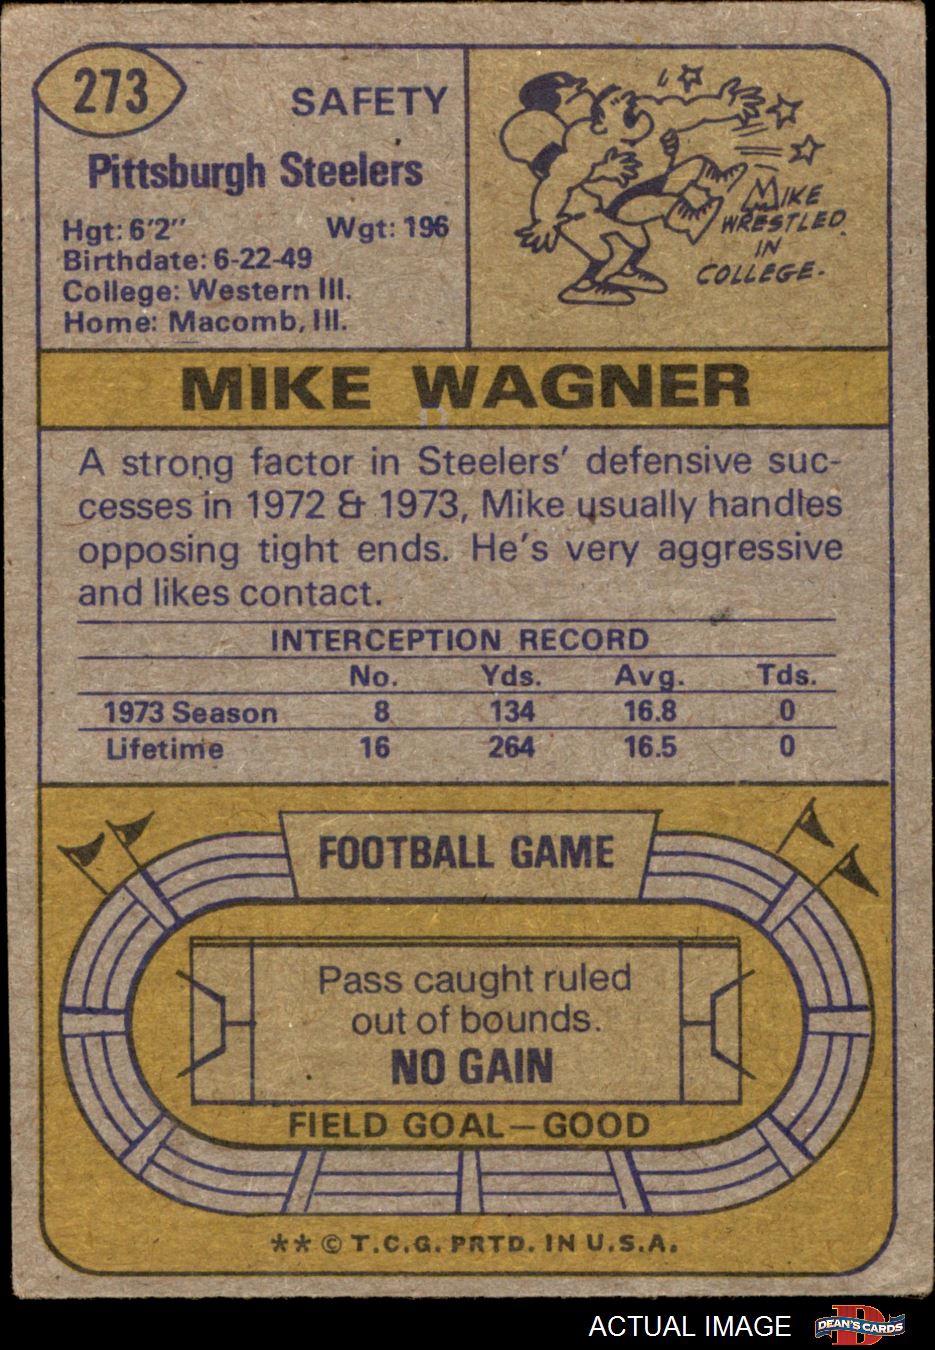 273
SAFETY
Pittsburgh Steelers
Hgt: 6'2" Wgt: 196
Birthdate: 6-22-49
College: Western Ill.
Home: Macomb, Ill.
MIKE
WRESTLED
IN
COLLEGE.
MIKE WAGNER
A strong factor in Steelers' defensive suc-
cesses in 1972 & 1973, Mike usually handles
opposing tight ends. He's very aggressive
and likes contact.
INTERCEPTION RECORD
No. Yds. Avg. Tds.
1973 Season 8 134 16.8 0
Lifetime 16 264 16.5 0
FOOTBALL GAME
Pass caught ruled
out of bounds.
NO GAIN
FIELD GOAL—GOOD
** © T.C.G. PRTD. IN U.S.A.
ACTUAL IMAGE
D
DEAN'S CARDS